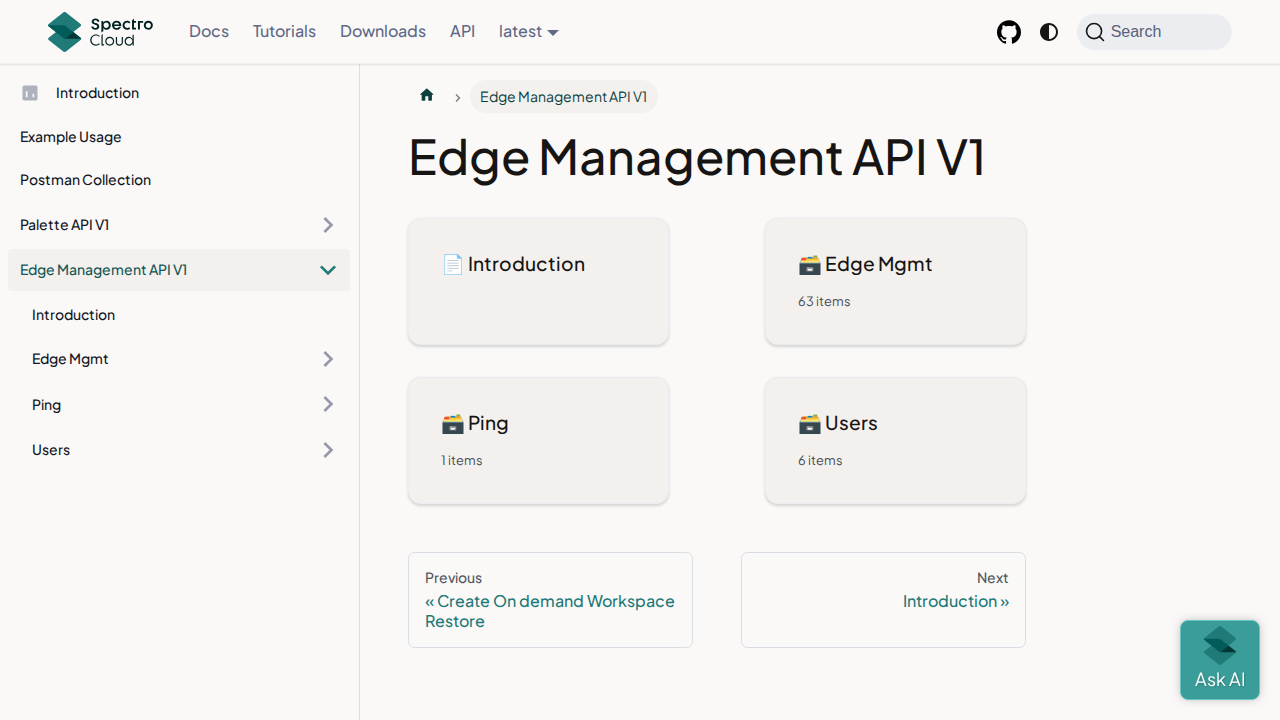 Spectro
Cloud
Docs
Tutorials
Downloads
API
latest
Search
Introduction
Example Usage
Postman Collection
Palette API V1
Edge Management API V1
Introduction
Edge Mgmt
Ping
Users
Edge Management API V1
Edge Management API V1
Introduction
Edge Mgmt
63 items
Ping
1 items
Users
6 items
Previous
« Create On demand Workspace
Restore
Next
Introduction »
Ask AI